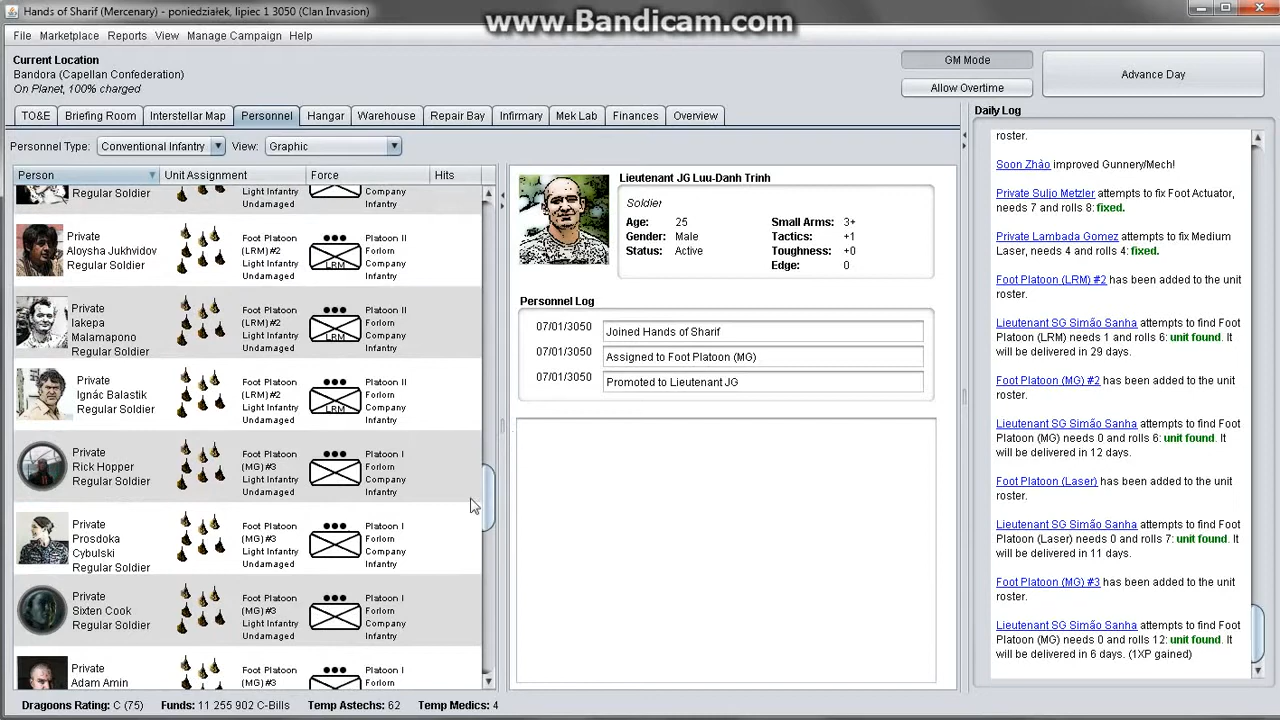 Hands of Sharif (Mercenary) - poniedziałek, lipiec 1 3050 (Clan Invasion)
www.Bandicam.com
File Marketplace Reports View Manage Campaign Help
Current Location
Bandora (Capellan Confederation)
On Planet, 100% charged
GM Mode
Allow Overtime
Advance Day
TO&E Briefing Room Interstellar Map Personnel Hangar Warehouse Repair Bay Infirmary Mek Lab Finances Overview
Personnel Type: Conventional Infantry View: Graphic
Person Unit Assignment Force Hits
Regular Soldier Light Infantry Company
Undamaged Infantry
Private Foot Platoon Platoon II
Aloysha Jukhvidov (LRM) #2 LRM Forlorn
Regular Soldier Light Infantry Company
Undamaged Infantry
Private Foot Platoon Platoon II
Iakepa (LRM) #2 LRM Forlorn
Malamapono Light Infantry Company
Regular Soldier Undamaged Infantry
Private Foot Platoon Platoon II
Ignác Balastik (LRM) #2 LRM Forlorn
Regular Soldier Light Infantry Company
Undamaged Infantry
Private Foot Platoon Platoon I
Rick Hopper (MG) #3 Forlorn
Regular Soldier Light Infantry Company
Undamaged Infantry
Private Foot Platoon Platoon I
Prosdoka (MG) #3 Forlorn
Cybulski Light Infantry Company
Regular Soldier Undamaged Infantry
Private Foot Platoon Platoon I
Sixten Cook (MG) #3 Forlorn
Regular Soldier Light Infantry Company
Undamaged Infantry
Private Foot Platoon Platoon I
Adam Amin (MG) #3 Forlorn
Lieutenant JG Luu-Danh Trinh
Soldier
Age: 25 Small Arms: 3+
Gender: Male Tactics: +1
Status: Active Toughness: +0
Edge: 0
Personnel Log
07/01/3050 Joined Hands of Sharif
07/01/3050 Assigned to Foot Platoon (MG)
07/01/3050 Promoted to Lieutenant JG
Daily Log
roster.
Soon Zhào improved Gunnery/Mech!
Private Suljo Metzler attempts to fix Foot Actuator,
needs 7 and rolls 8: fixed.
Private Lambada Gomez attempts to fix Medium
Laser, needs 4 and rolls 4: fixed.
Foot Platoon (LRM) #2 has been added to the unit
roster.
Lieutenant SG Simão Sanha attempts to find Foot
Platoon (LRM) needs 1 and rolls 6: unit found. It
will be delivered in 29 days.
Foot Platoon (MG) #2 has been added to the unit
roster.
Lieutenant SG Simão Sanha attempts to find Foot
Platoon (MG) needs 0 and rolls 6: unit found. It
will be delivered in 12 days.
Foot Platoon (Laser) has been added to the unit
roster.
Lieutenant SG Simão Sanha attempts to find Foot
Platoon (Laser) needs 0 and rolls 7: unit found. It
will be delivered in 11 days.
Foot Platoon (MG) #3 has been added to the unit
roster.
Lieutenant SG Simão Sanha attempts to find Foot
Platoon (MG) needs 0 and rolls 12: unit found. It
will be delivered in 6 days. (1XP gained)
Dragoons Rating: C (75) Funds: 11 255 902 C-Bills Temp Astechs: 62 Temp Medics: 4